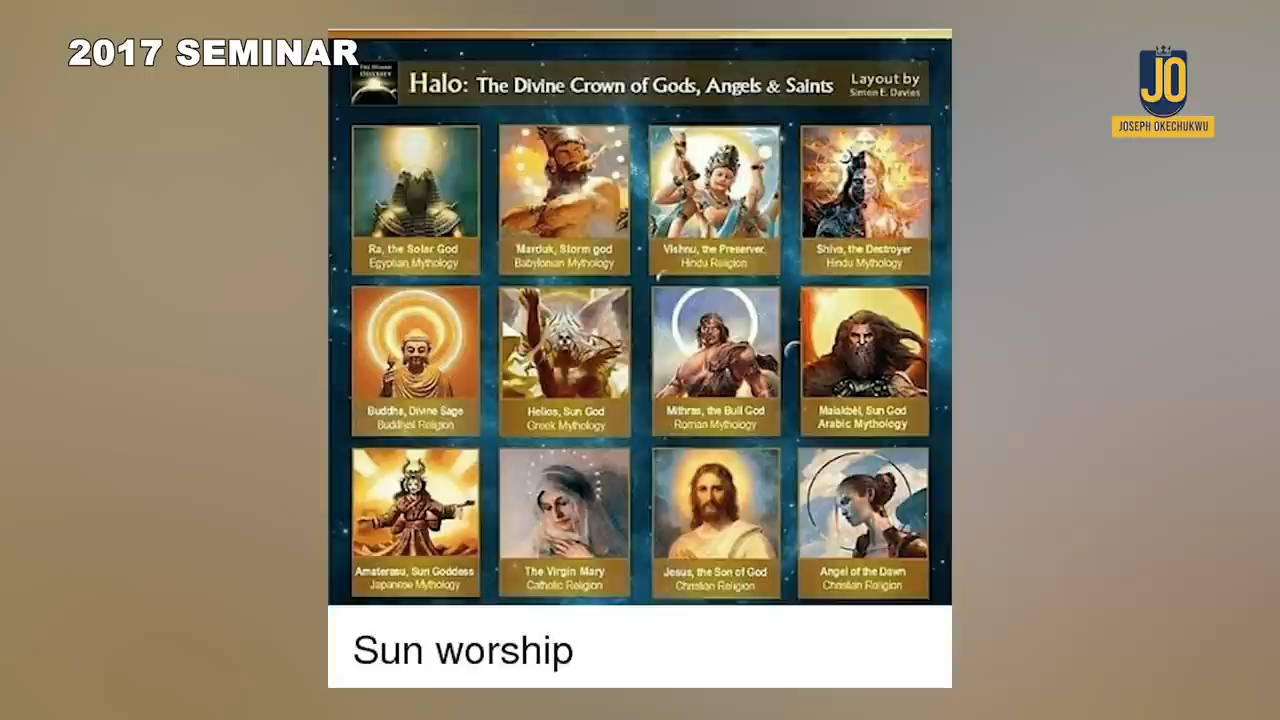 2017 SEMINAR
JO
JOSEPH OKECHUKWU
THE HUMAN
ODYSSEY
Halo: The Divine Crown of Gods, Angels & Saints
Layout by
Simon E. Davies
Ra, the Solar God
Egyptian Mythology
Marduk, Storm god
Babylonian Mythology
Vishnu, the Preserver,
Hindu Religion
Shiva, the Destroyer
Hindu Mythology
Buddha, Divine Sage
Buddhist Religion
Helios, Sun God
Greek Mythology
Mithras, the Bull God
Roman Mythology
Malakbel, Sun God
Arabic Mythology
Amaterasu, Sun Goddess
Japanese Mythology
The Virgin Mary
Catholic Religion
Jesus, the Son of God
Christian Religion
Angel of the Dawn
Christian Religion
Sun worship